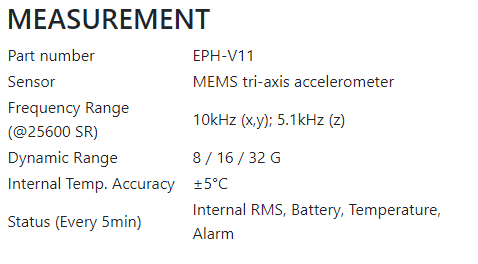 MEASUREMENT
Part number EPH-V11
Sensor MEMS tri-axis accelerometer
Frequency Range
(@25600 SR) 10kHz (x,y); 5.1kHz (z)
Dynamic Range 8 / 16 / 32 G
Internal Temp. Accuracy ±5°C
Status (Every 5min) Internal RMS, Battery, Temperature,
Alarm